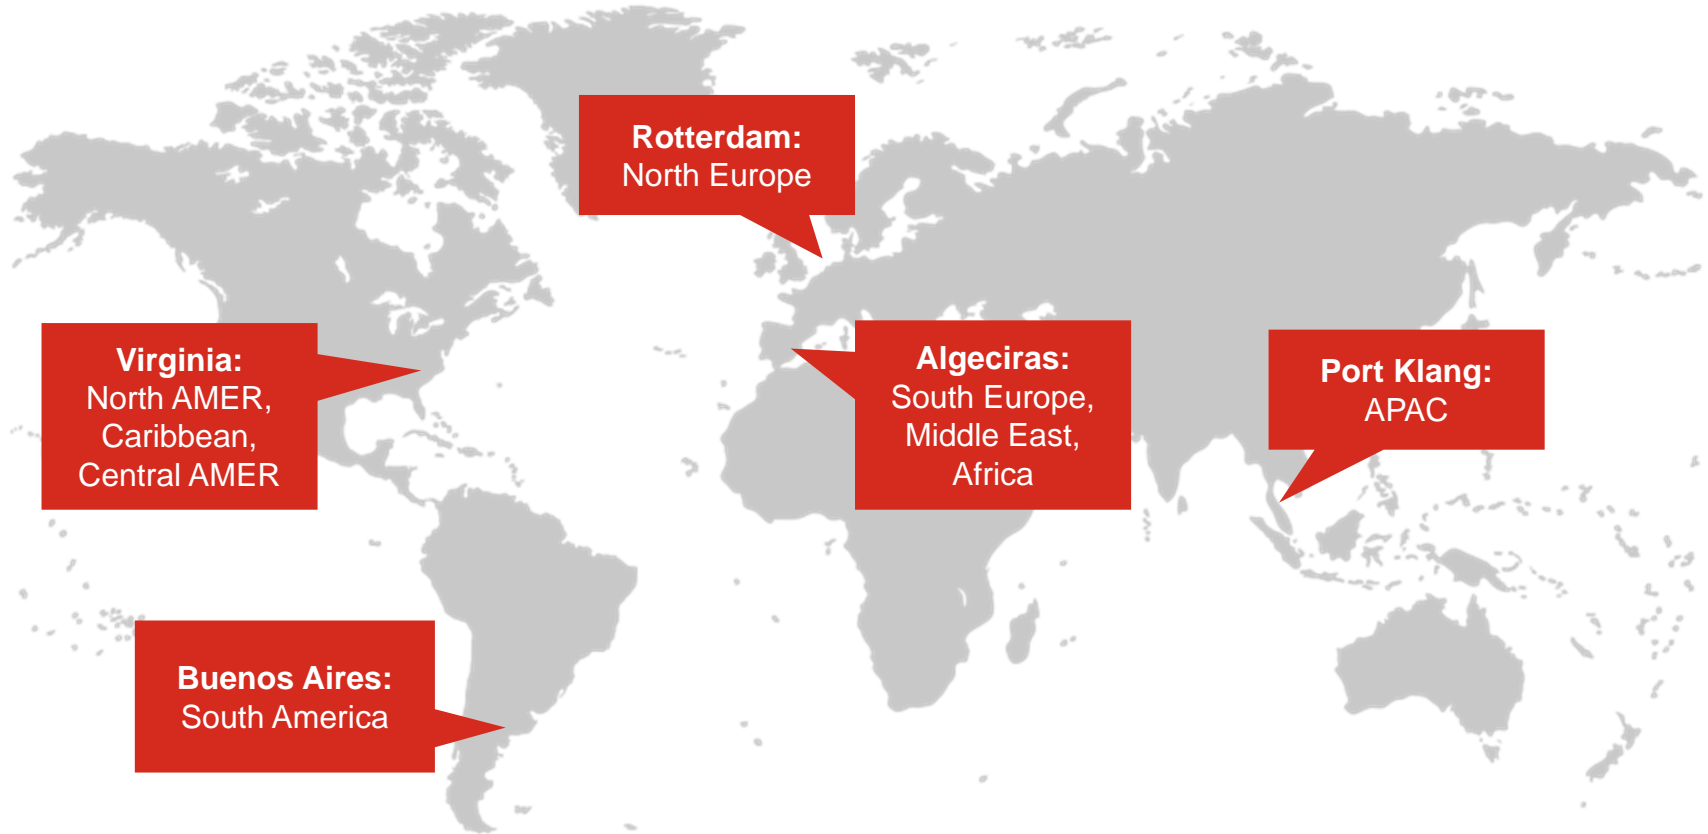 Rotterdam:
North Europe
Virginia:
North AMER,
Caribbean,
Central AMER
Algeciras:
South Europe,
Middle East,
Africa
Port Klang:
APAC
Buenos Aires:
South America